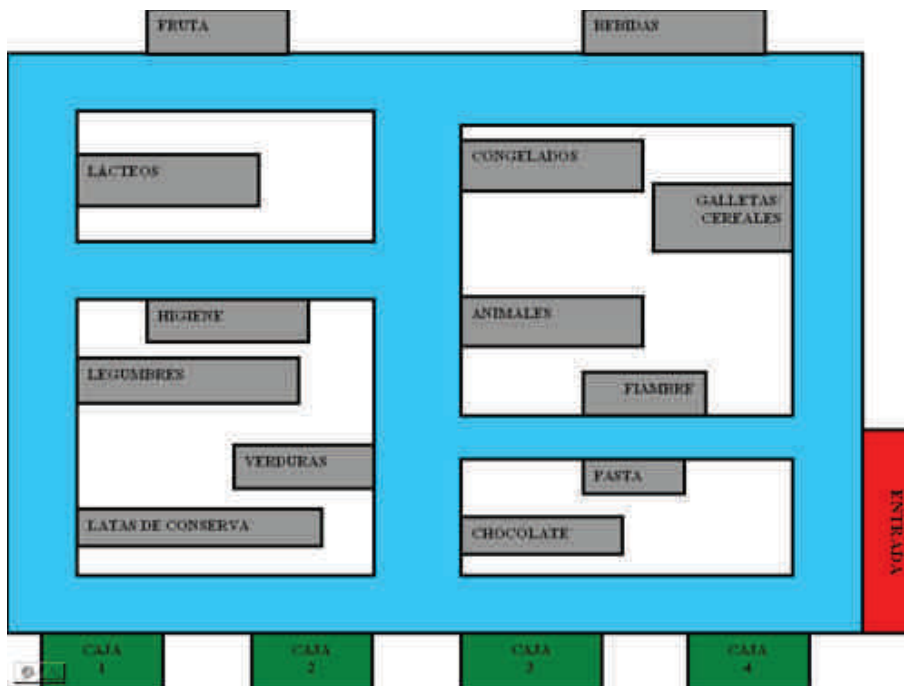 FRUTA
BEBIDAS
LÁCTEOS
CONGELADOS
GALLETAS/
CEREALES
HIGIENE
ANIMALES
LEGUMBRES
FIAMBRE
VERDURAS
PASTA
LATAS DE CONSERVA
CHOCOLATE
ENTRADA
CAJA
1
CAJA
2
CAJA
3
CAJA
4